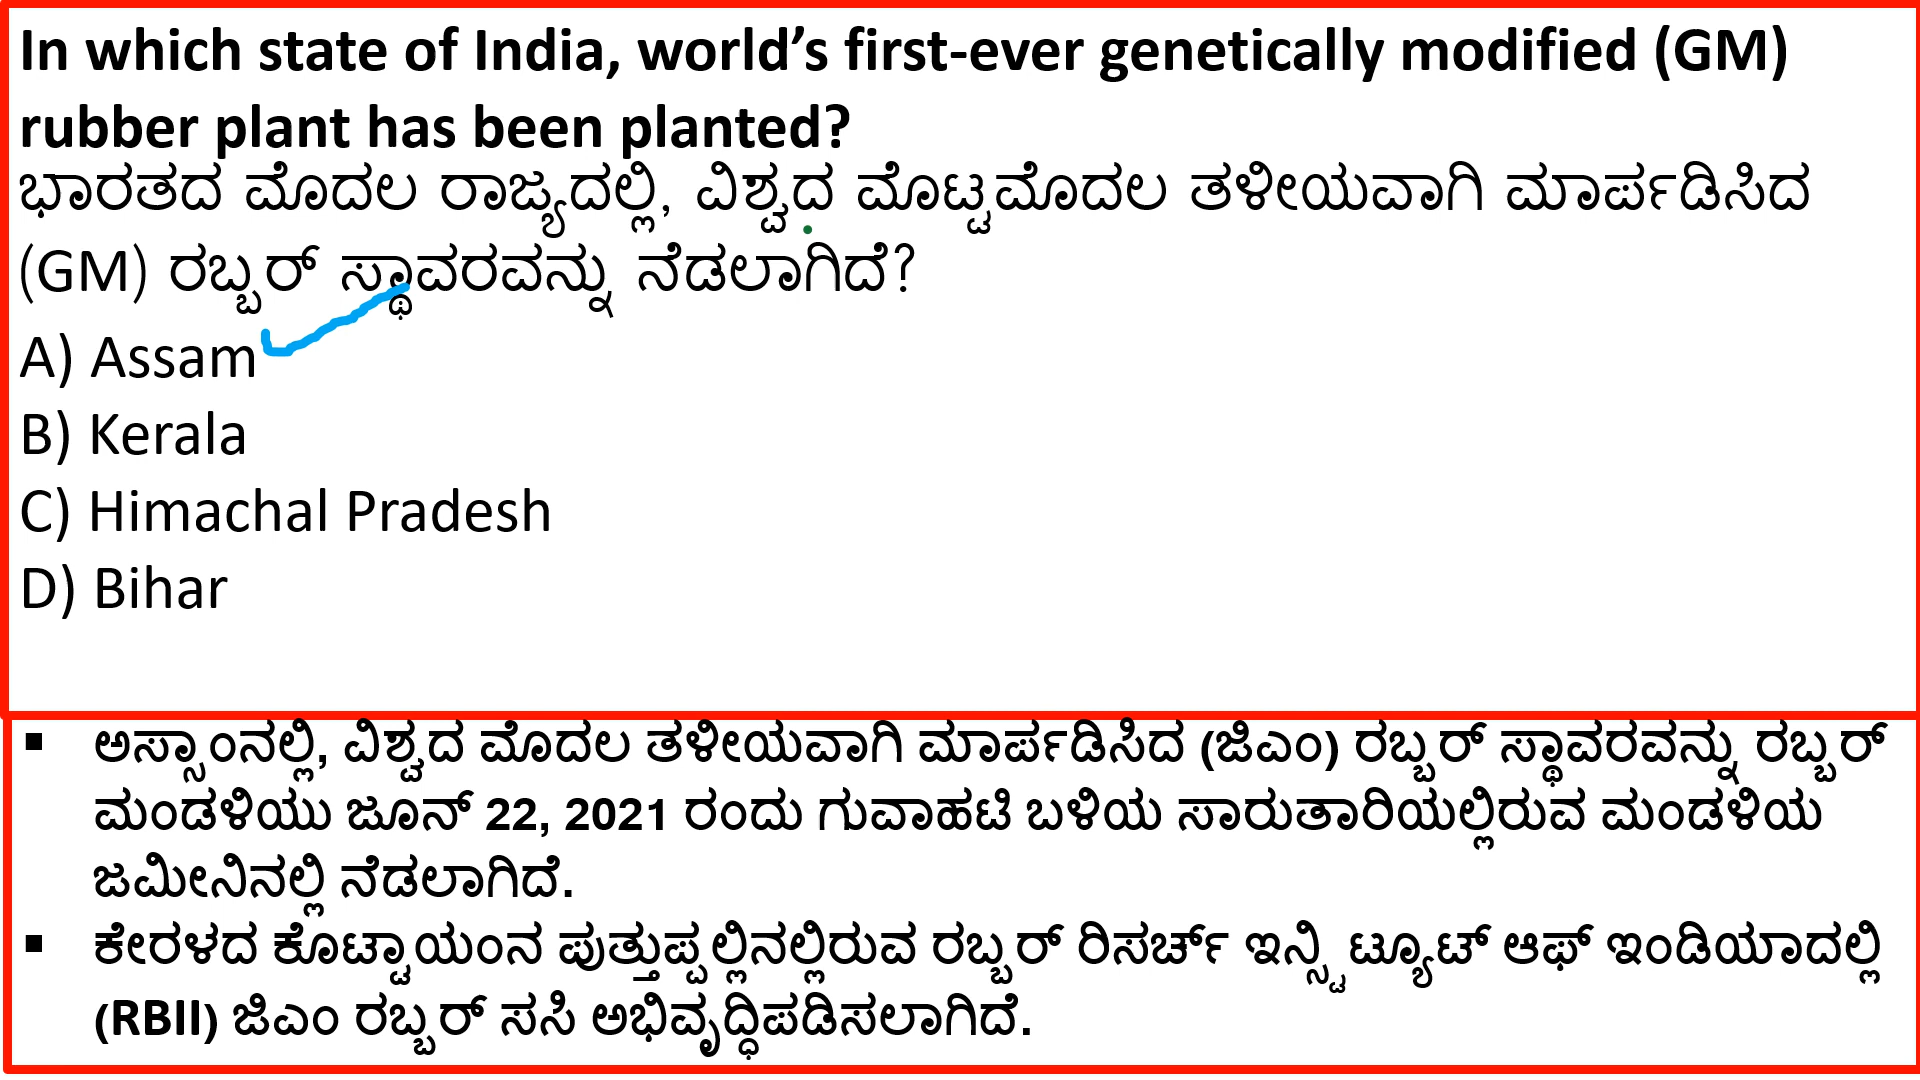 In which state of India, world’s first-ever genetically modified (GM)
rubber plant has been planted?
ಭಾರತದ ಮೊದಲ ರಾಜ್ಯದಲ್ಲಿ, ವಿಶ್ವದ ಮೊಟ್ಟಮೊದಲ ತಳೀಯವಾಗಿ ಮಾರ್ಪಡಿಸಿದ
(GM) ರಬ್ಬರ್ ಸ್ಥಾವರವನ್ನು ನೆಡಲಾಗಿದೆ?
A) Assam
B) Kerala
C) Himachal Pradesh
D) Bihar
▪ ಅಸ್ಸಾಂನಲ್ಲಿ, ವಿಶ್ವದ ಮೊದಲ ತಳೀಯವಾಗಿ ಮಾರ್ಪಡಿಸಿದ (ಜಿಎಂ) ರಬ್ಬರ್ ಸ್ಥಾವರವನ್ನು ರಬ್ಬರ್
ಮಂಡಳಿಯು ಜೂನ್ 22, 2021 ರಂದು ಗುವಾಹಟಿ ಬಳಿಯ ಸಾರುತಾರಿಯಲ್ಲಿರುವ ಮಂಡಳಿಯ
ಜಮೀನಿನಲ್ಲಿ ನೆಡಲಾಗಿದೆ.
▪ ಕೇರಳದ ಕೊಟ್ಟಾಯಂನ ಪುತ್ತುಪ್ಪಲ್ಲಿನಲ್ಲಿರುವ ರಬ್ಬರ್ ರಿಸರ್ಚ್ ಇನ್ಸ್ಟಿಟ್ಯೂಟ್ ಆಫ್ ಇಂಡಿಯಾದಲ್ಲಿ
(RBII) ಜಿಎಂ ರಬ್ಬರ್ ಸಸಿ ಅಭಿವೃದ್ಧಿಪಡಿಸಲಾಗಿದೆ.